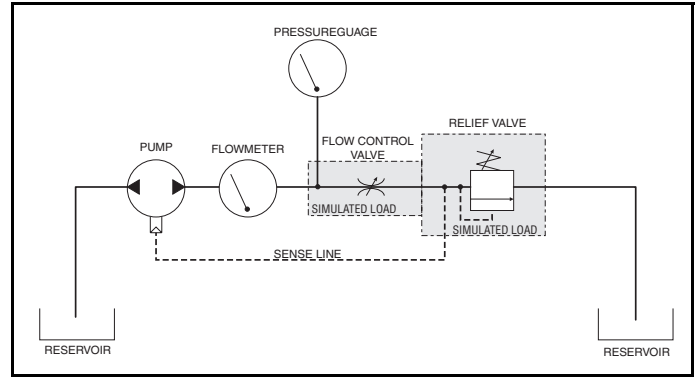 PRESSUREGUAGE
RELIEF VALVE
FLOW CONTROL
VALVE
PUMP
FLOWMETER
SIMULATED LOAD
SIMULATED LOAD
SENSE LINE
RESERVOIR
RESERVOIR